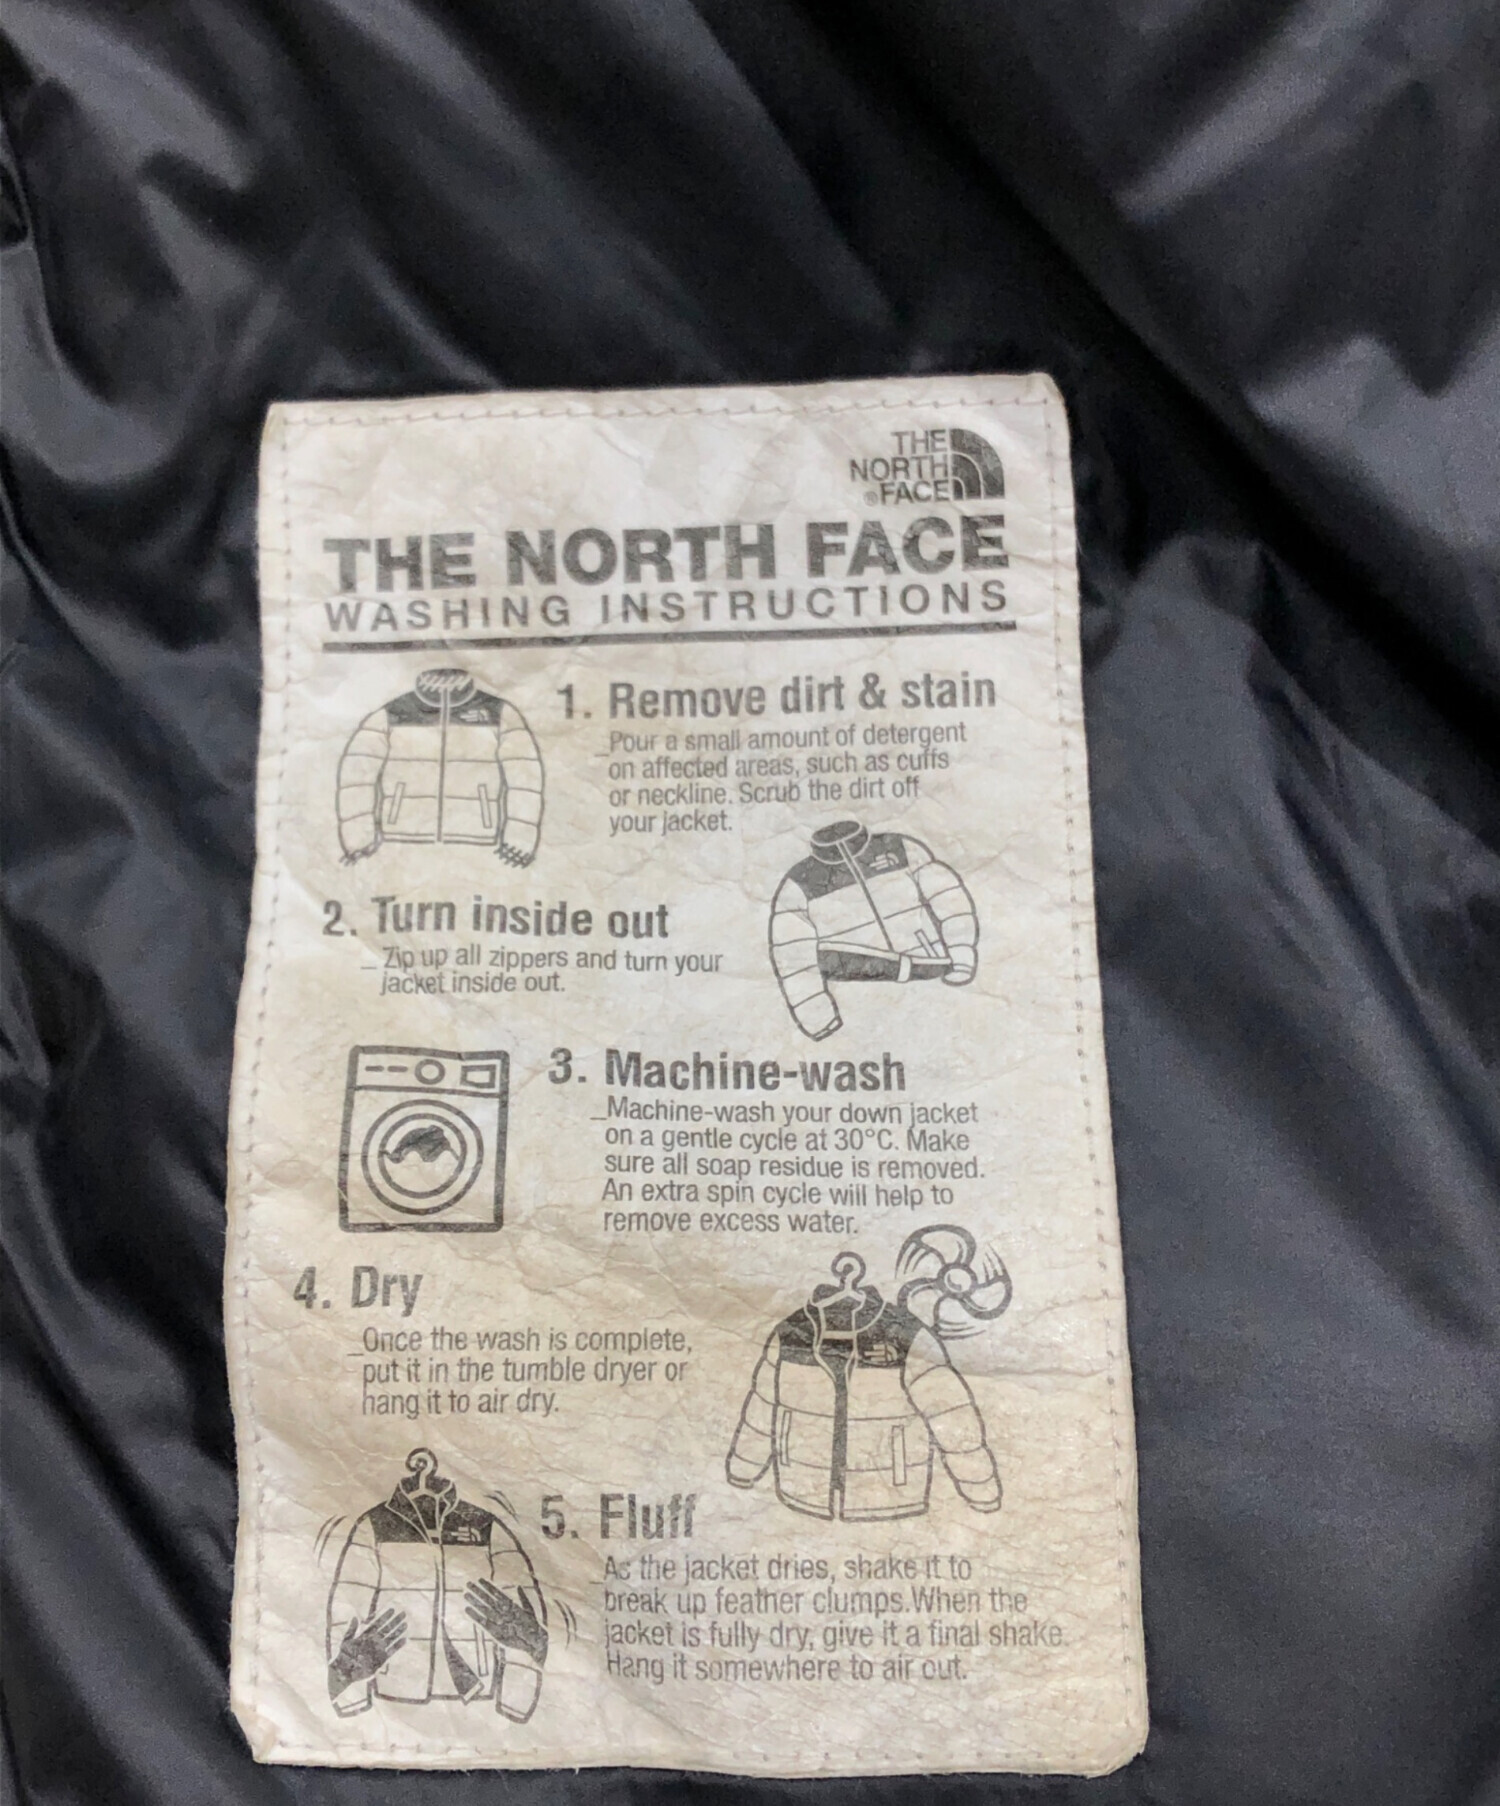 THE
NORTH
®FACE
THE NORTH FACE
WASHING INSTRUCTIONS
1. Remove dirt & stain
_Pour a small amount of detergent
on affected areas, such as cuffs
or neckline. Scrub the dirt off
your jacket.
2. Turn inside out
_Zip up all zippers and turn your
jacket inside out.
3. Machine-wash
_Machine-wash your down jacket
on a gentle cycle at 30°C. Make
sure all soap residue is removed.
An extra spin cycle will help to
remove excess water.
4. Dry
_Once the wash is complete,
put it in the tumble dryer or
hang it to air dry.
5. Fluff
_As the jacket dries, shake it to
break up feather clumps.When the
jacket is fully dry, give it a final shake.
Hang it somewhere to air out.